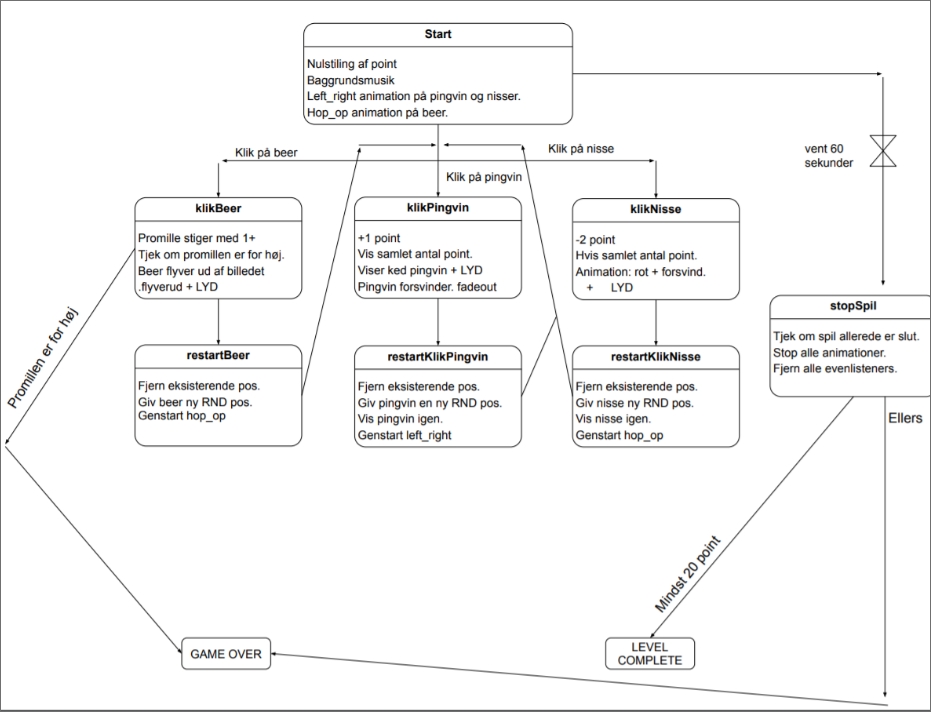 Start
Nulstiling af point
Baggrundsmusik
Left_right animation på pingvin og nisser.
Hop_op animation på beer.
Klik på beer
Klik på pingvin
Klik på nisse
vent 60
sekunder
klikBeer
Promille stiger med 1+
Tjek om promillen er for høj.
Beer flyver ud af billedet
.flyverud + LYD
klikPingvin
+1 point
Vis samlet antal point.
Viser ked pingvin + LYD
Pingvin forsvinder. fadeout
klikNisse
-2 point
Hvis samlet antal point.
Animation: rot + forsvind.
+ LYD
stopSpil
Tjek om spil allerede er slut.
Stop alle animationer.
Fjern alle evenlisteners.
Promillen er for høj
restartBeer
Fjern eksisterende pos.
Giv beer ny RND pos.
Genstart hop_op
restartKlikPingvin
Fjern eksisterende pos.
Giv pingvin en ny RND pos.
Vis pingvin igen.
Genstart left_right
restartKlikNisse
Fjern eksisterende pos.
Giv nisse ny RND pos.
Vis nisse igen.
Genstart hop_op
Ellers
Mindst 20 point
GAME OVER
LEVEL
COMPLETE